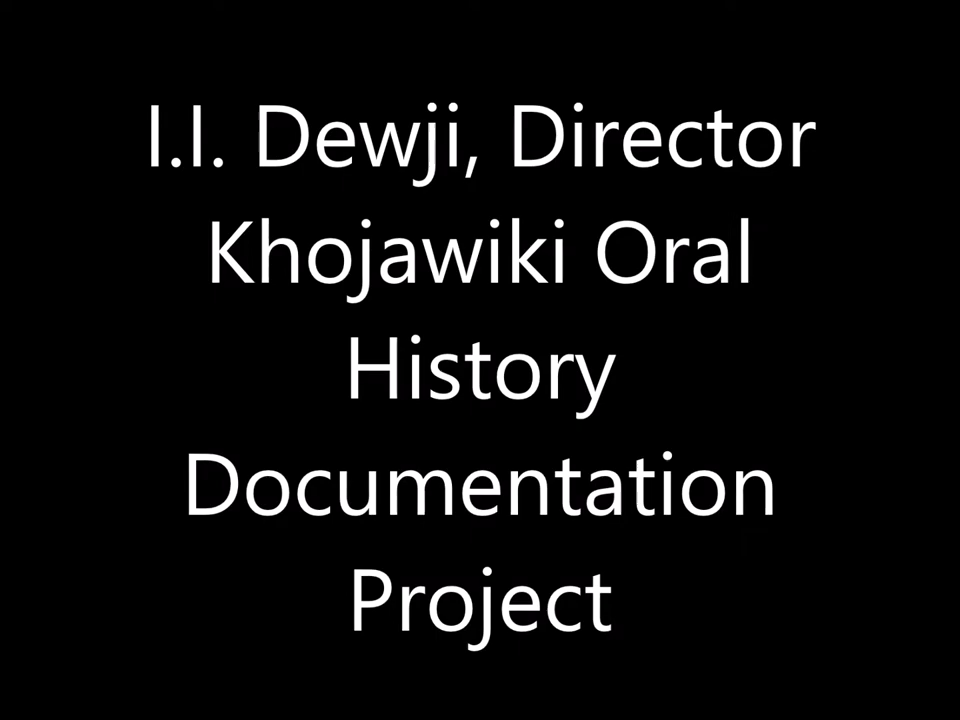 I.I. Dewji, Director
Khojawiki Oral
History
Documentation
Project